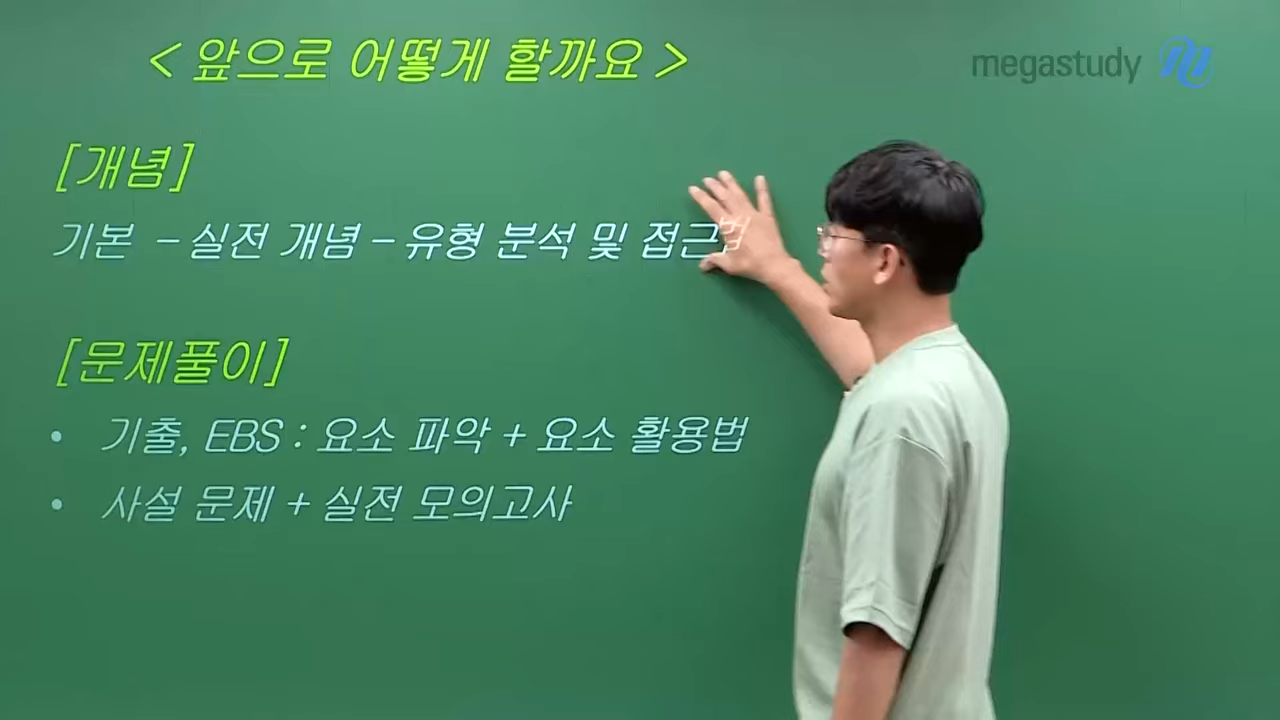 < 앞으로 어떻게 할까요 >
megastudy
[개념]
기본 - 실전 개념 - 유형 분석 및 접근법
[문제풀이]
• 기출, EBS : 요소 파악 + 요소 활용법
• 사설 문제 + 실전 모의고사